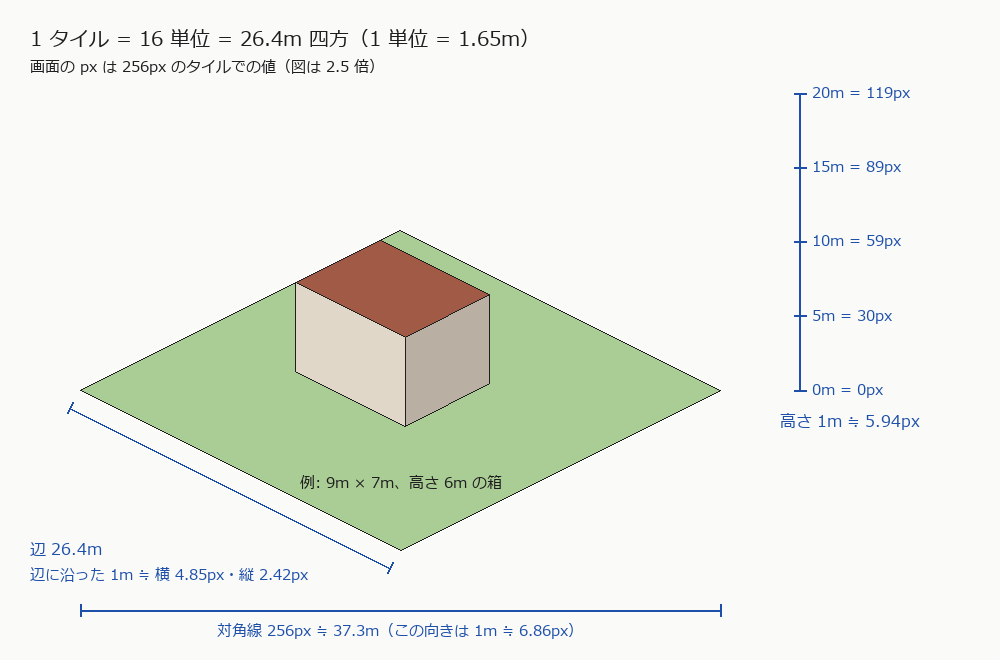 1 タイル = 16 単位 = 26.4m 四方（1 単位 = 1.65m）
画面の px は 256px のタイルでの値（図は 2.5 倍）
20m = 119px
15m = 89px
10m = 59px
5m = 30px
0m = 0px
高さ 1m ≒ 5.94px
例: 9m × 7m、高さ 6m の箱
辺 26.4m
辺に沿った 1m ≒ 横 4.85px・縦 2.42px
対角線 256px ≒ 37.3m（この向きは 1m ≒ 6.86px）